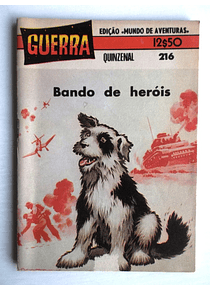 GUERRA
EDIÇÃO «MUNDO DE AVENTURAS»
12$50
QUINZENAL 216
Bando de heróis